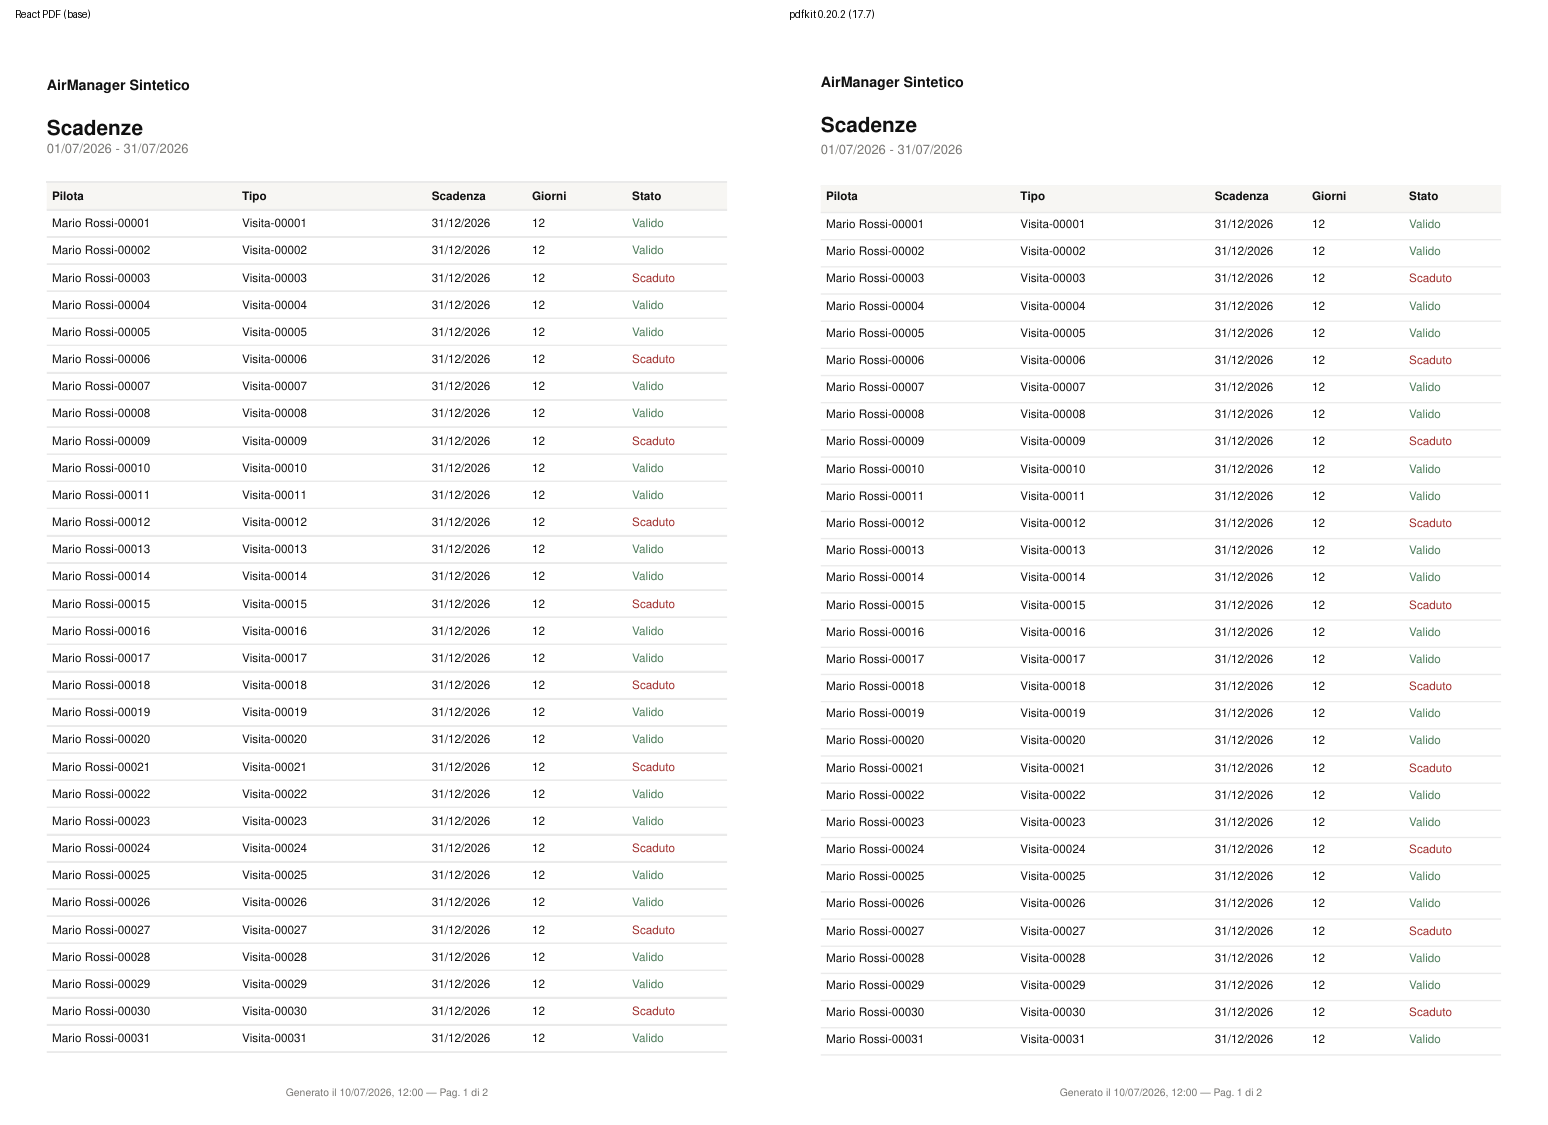 React PDF (base)
AirManager Sintetico
Scadenze
01/07/2026 - 31/07/2026
Pilota Tipo Scadenza Giorni Stato
Mario Rossi-00001 Visita-00001 31/12/2026 12 Valido
Mario Rossi-00002 Visita-00002 31/12/2026 12 Valido
Mario Rossi-00003 Visita-00003 31/12/2026 12 Scaduto
Mario Rossi-00004 Visita-00004 31/12/2026 12 Valido
Mario Rossi-00005 Visita-00005 31/12/2026 12 Valido
Mario Rossi-00006 Visita-00006 31/12/2026 12 Scaduto
Mario Rossi-00007 Visita-00007 31/12/2026 12 Valido
Mario Rossi-00008 Visita-00008 31/12/2026 12 Valido
Mario Rossi-00009 Visita-00009 31/12/2026 12 Scaduto
Mario Rossi-00010 Visita-00010 31/12/2026 12 Valido
Mario Rossi-00011 Visita-00011 31/12/2026 12 Valido
Mario Rossi-00012 Visita-00012 31/12/2026 12 Scaduto
Mario Rossi-00013 Visita-00013 31/12/2026 12 Valido
Mario Rossi-00014 Visita-00014 31/12/2026 12 Valido
Mario Rossi-00015 Visita-00015 31/12/2026 12 Scaduto
Mario Rossi-00016 Visita-00016 31/12/2026 12 Valido
Mario Rossi-00017 Visita-00017 31/12/2026 12 Valido
Mario Rossi-00018 Visita-00018 31/12/2026 12 Scaduto
Mario Rossi-00019 Visita-00019 31/12/2026 12 Valido
Mario Rossi-00020 Visita-00020 31/12/2026 12 Valido
Mario Rossi-00021 Visita-00021 31/12/2026 12 Scaduto
Mario Rossi-00022 Visita-00022 31/12/2026 12 Valido
Mario Rossi-00023 Visita-00023 31/12/2026 12 Valido
Mario Rossi-00024 Visita-00024 31/12/2026 12 Scaduto
Mario Rossi-00025 Visita-00025 31/12/2026 12 Valido
Mario Rossi-00026 Visita-00026 31/12/2026 12 Valido
Mario Rossi-00027 Visita-00027 31/12/2026 12 Scaduto
Mario Rossi-00028 Visita-00028 31/12/2026 12 Valido
Mario Rossi-00029 Visita-00029 31/12/2026 12 Valido
Mario Rossi-00030 Visita-00030 31/12/2026 12 Scaduto
Mario Rossi-00031 Visita-00031 31/12/2026 12 Valido
Generato il 10/07/2026, 12:00 — Pag. 1 di 2
pdfkit 0.20.2 (17.7)
AirManager Sintetico
Scadenze
01/07/2026 - 31/07/2026
Pilota Tipo Scadenza Giorni Stato
Mario Rossi-00001 Visita-00001 31/12/2026 12 Valido
Mario Rossi-00002 Visita-00002 31/12/2026 12 Valido
Mario Rossi-00003 Visita-00003 31/12/2026 12 Scaduto
Mario Rossi-00004 Visita-00004 31/12/2026 12 Valido
Mario Rossi-00005 Visita-00005 31/12/2026 12 Valido
Mario Rossi-00006 Visita-00006 31/12/2026 12 Scaduto
Mario Rossi-00007 Visita-00007 31/12/2026 12 Valido
Mario Rossi-00008 Visita-00008 31/12/2026 12 Valido
Mario Rossi-00009 Visita-00009 31/12/2026 12 Scaduto
Mario Rossi-00010 Visita-00010 31/12/2026 12 Valido
Mario Rossi-00011 Visita-00011 31/12/2026 12 Valido
Mario Rossi-00012 Visita-00012 31/12/2026 12 Scaduto
Mario Rossi-00013 Visita-00013 31/12/2026 12 Valido
Mario Rossi-00014 Visita-00014 31/12/2026 12 Valido
Mario Rossi-00015 Visita-00015 31/12/2026 12 Scaduto
Mario Rossi-00016 Visita-00016 31/12/2026 12 Valido
Mario Rossi-00017 Visita-00017 31/12/2026 12 Valido
Mario Rossi-00018 Visita-00018 31/12/2026 12 Scaduto
Mario Rossi-00019 Visita-00019 31/12/2026 12 Valido
Mario Rossi-00020 Visita-00020 31/12/2026 12 Valido
Mario Rossi-00021 Visita-00021 31/12/2026 12 Scaduto
Mario Rossi-00022 Visita-00022 31/12/2026 12 Valido
Mario Rossi-00023 Visita-00023 31/12/2026 12 Valido
Mario Rossi-00024 Visita-00024 31/12/2026 12 Scaduto
Mario Rossi-00025 Visita-00025 31/12/2026 12 Valido
Mario Rossi-00026 Visita-00026 31/12/2026 12 Valido
Mario Rossi-00027 Visita-00027 31/12/2026 12 Scaduto
Mario Rossi-00028 Visita-00028 31/12/2026 12 Valido
Mario Rossi-00029 Visita-00029 31/12/2026 12 Valido
Mario Rossi-00030 Visita-00030 31/12/2026 12 Scaduto
Mario Rossi-00031 Visita-00031 31/12/2026 12 Valido
Generato il 10/07/2026, 12:00 — Pag. 1 di 2